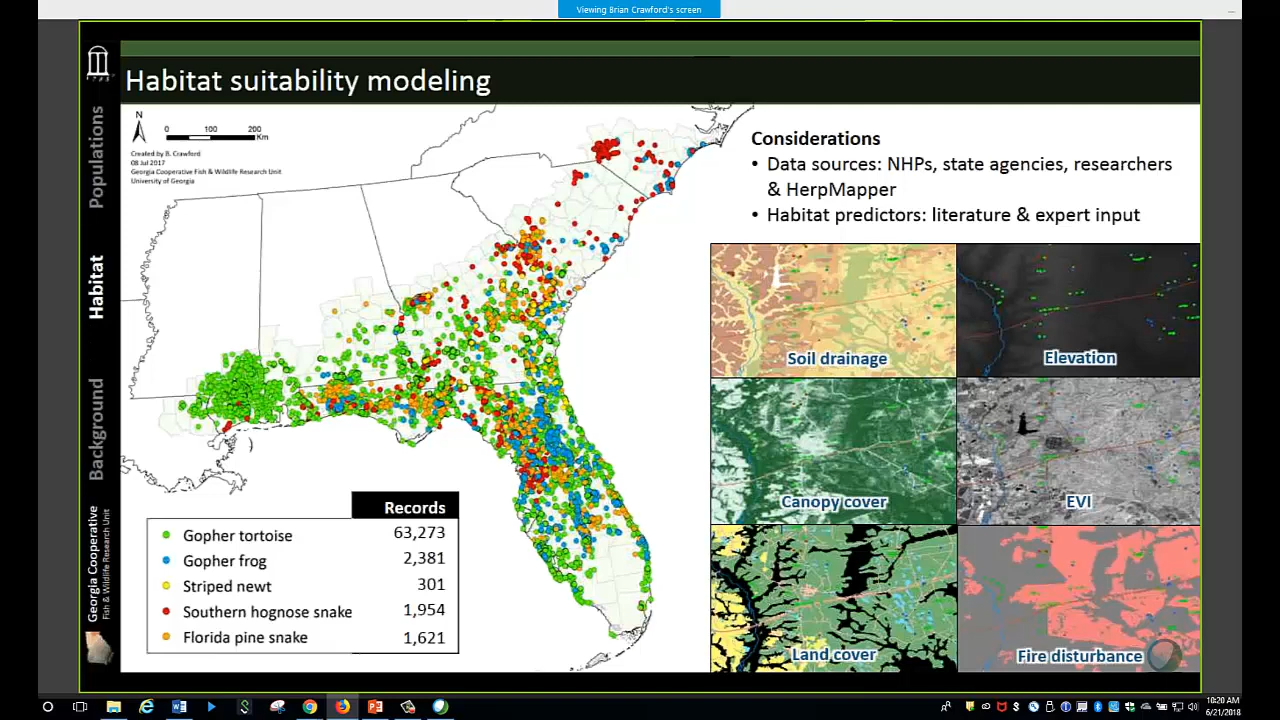 Viewing Brian Crawford's screen
Habitat suitability modeling
Populations
Habitat
Background
Georgia Cooperative
Fish & Wildlife Research Unit
N
0 100 200
Km
Created by B. Crawford
08 Jul 2017
Georgia Cooperative Fish & Wildlife Research Unit
University of Georgia
Records
Gopher tortoise 63,273
Gopher frog 2,381
Striped newt 301
Southern hognose snake 1,954
Florida pine snake 1,621
Considerations
• Data sources: NHPs, state agencies, researchers
& HerpMapper
• Habitat predictors: literature & expert input
Soil drainage
Elevation
Canopy cover
EVI
Land cover
Fire disturbance
10:20 AM
6/21/2018